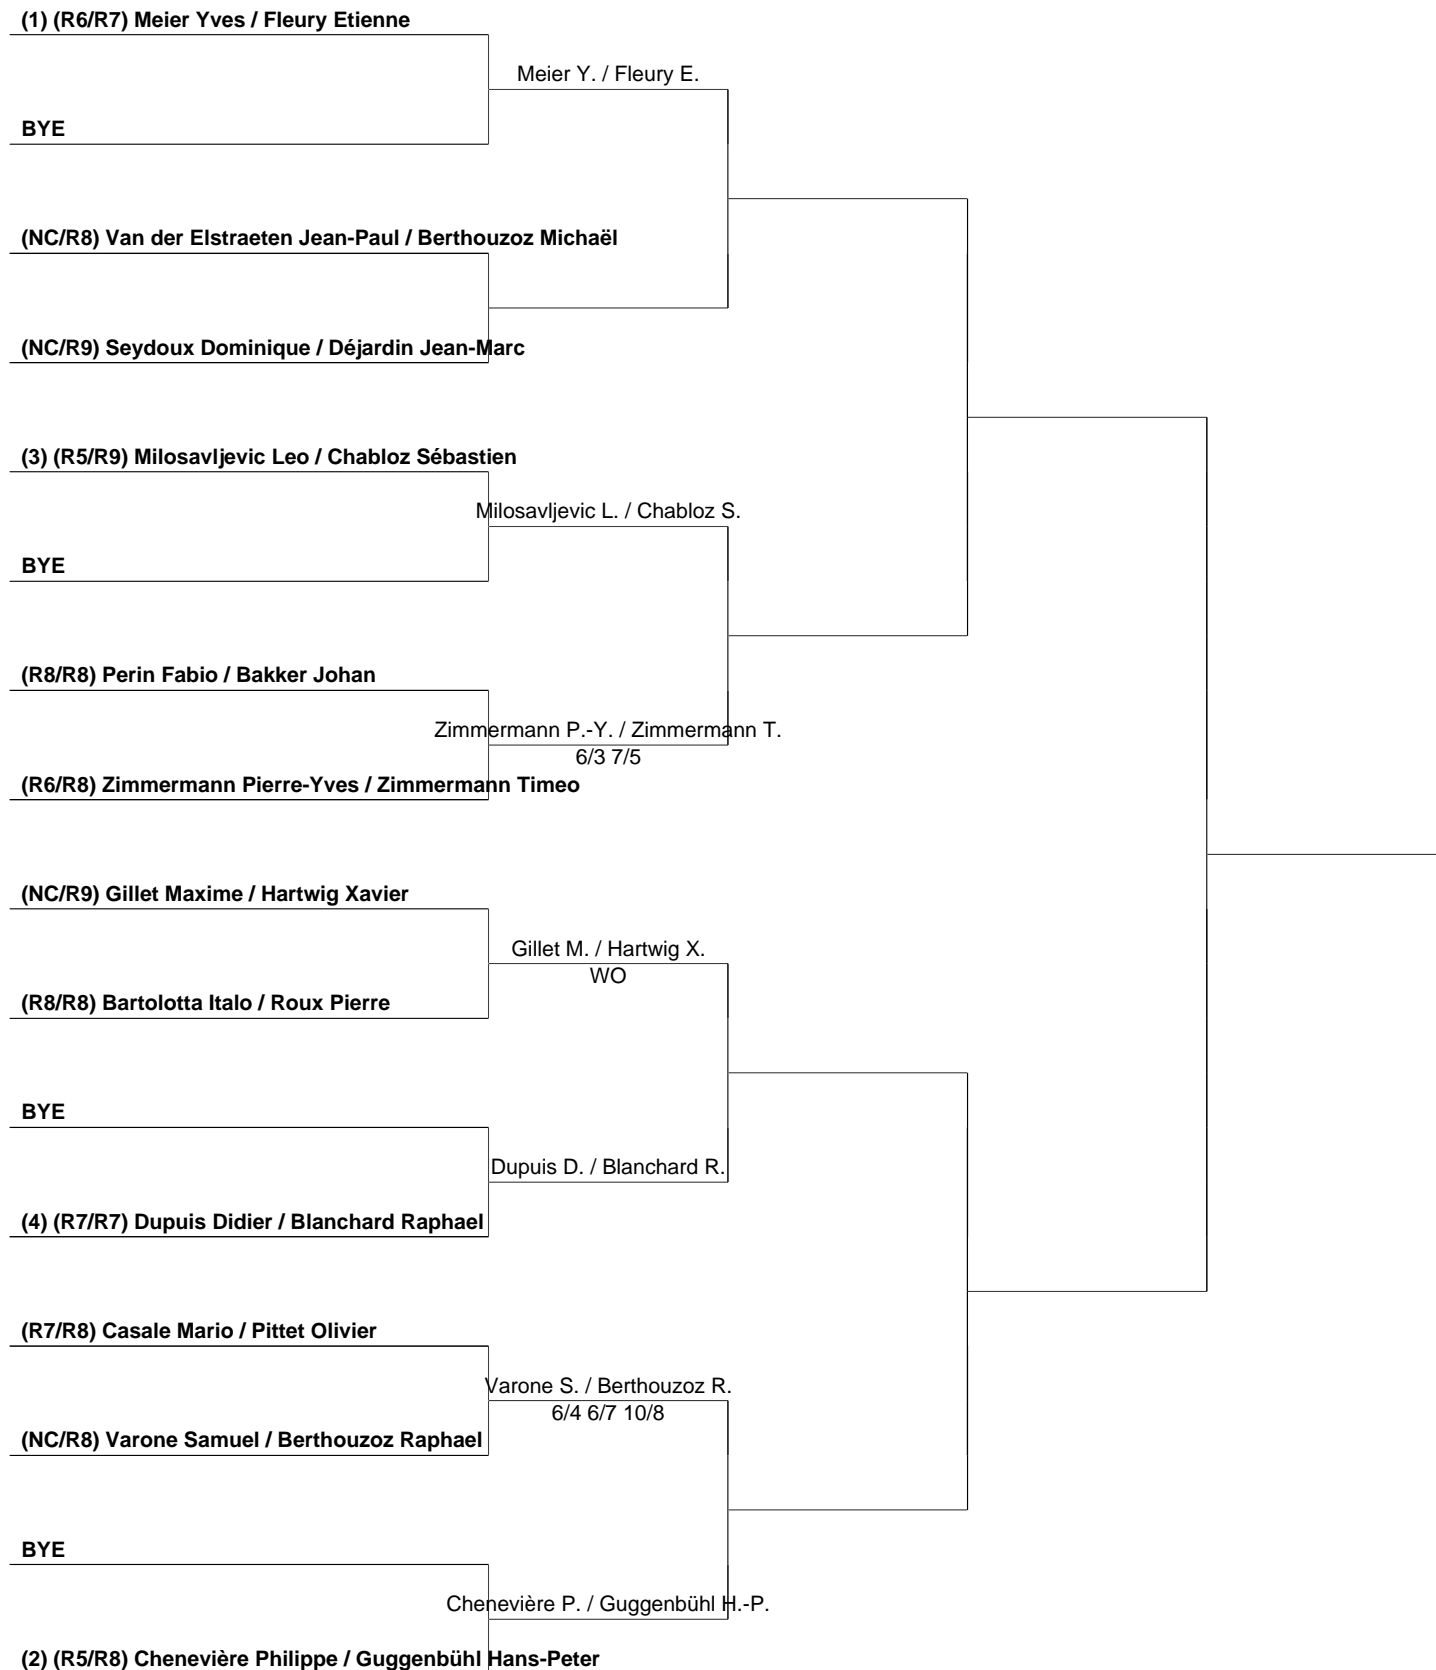 (1) (R6/R7) Meier Yves / Fleury Etienne
Meier Y. / Fleury E.
BYE
(NC/R8) Van der Elstraeten Jean-Paul / Berthouzoz Michaël
(NC/R9) Seydoux Dominique / Déjardin Jean-Marc
(3) (R5/R9) Milosavljevic Leo / Chabloz Sébastien
Milosavljevic L. / Chabloz S.
BYE
(R8/R8) Perin Fabio / Bakker Johan
Zimmermann P.-Y. / Zimmermann T.
6/3 7/5
(R6/R8) Zimmermann Pierre-Yves / Zimmermann Timeo
(NC/R9) Gillet Maxime / Hartwig Xavier
Gillet M. / Hartwig X.
WO
(R8/R8) Bartolotta Italo / Roux Pierre
BYE
Dupuis D. / Blanchard R.
(4) (R7/R7) Dupuis Didier / Blanchard Raphael
(R7/R8) Casale Mario / Pittet Olivier
Varone S. / Berthouzoz R.
6/4 6/7 10/8
(NC/R8) Varone Samuel / Berthouzoz Raphael
BYE
Chenevière P. / Guggenbühl H.-P.
(2) (R5/R8) Chenevière Philippe / Guggenbühl Hans-Peter